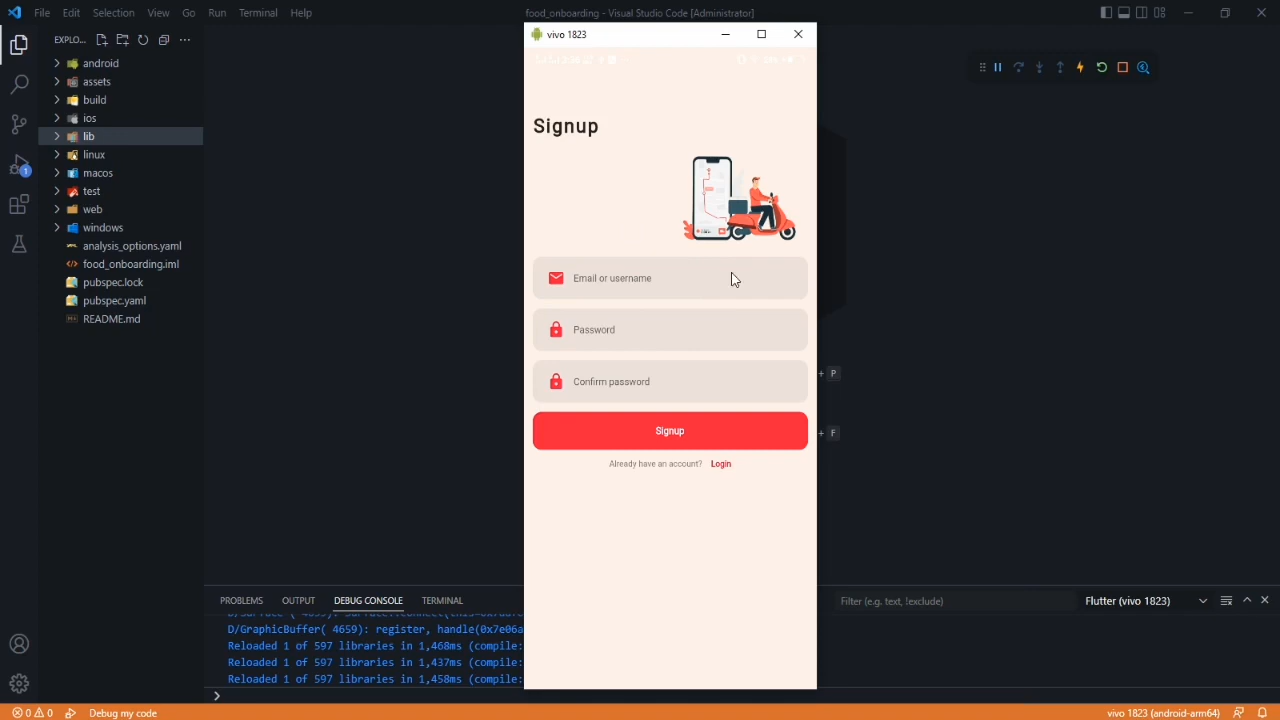 File Edit Selection View Go Run Terminal Help
food_onboarding - Visual Studio Code [Administrator]
vivo 1823
EXPLO...
android
assets
build
ios
lib
linux
macos
test
web
windows
analysis_options.yaml
food_onboarding.iml
pubspec.lock
pubspec.yaml
README.md
1
Signup
Email or username
Password
Confirm password
Signup
Already have an account? Login
+ P
+ F
PROBLEMS OUTPUT DEBUG CONSOLE TERMINAL
Filter (e.g. text, !exclude)
Flutter (vivo 1823)
D/GraphicBuffer( 4659): register, handle(0x7e06a
Reloaded 1 of 597 libraries in 1,468ms (compile:
Reloaded 1 of 597 libraries in 1,437ms (compile:
Reloaded 1 of 597 libraries in 1,458ms (compile:
0 0 Debug my code
vivo 1823 (android-arm64)